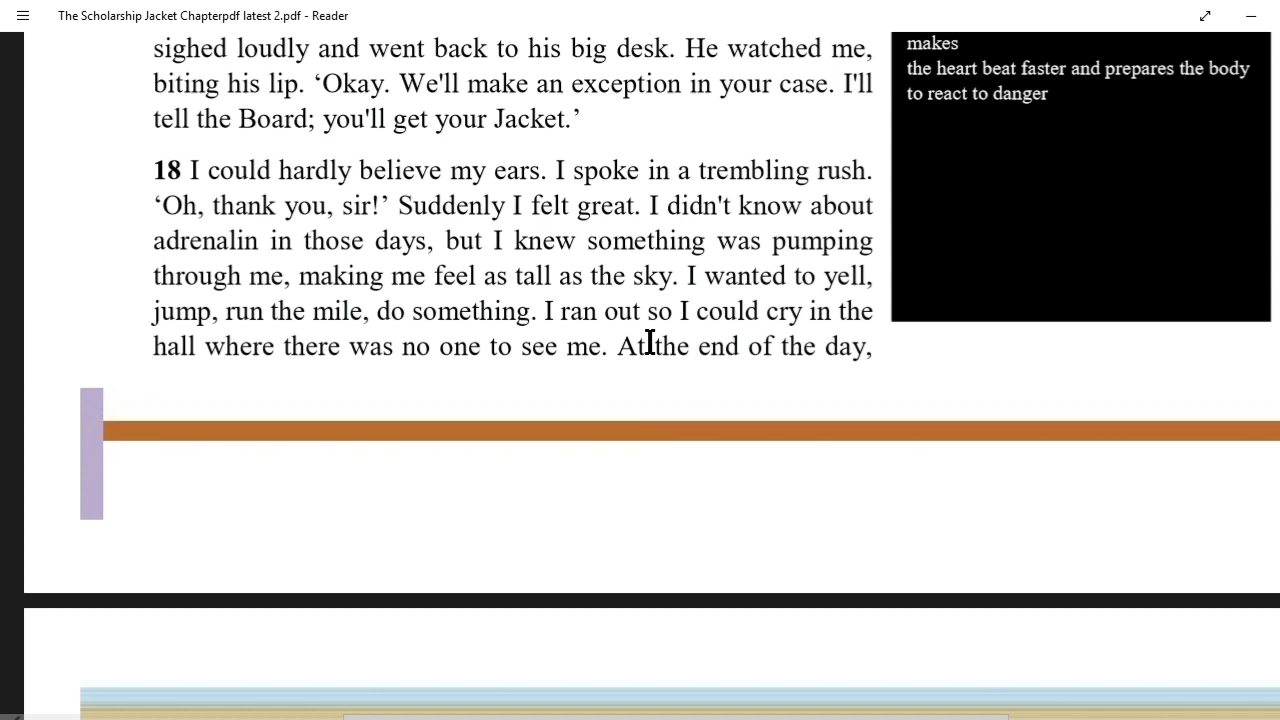 The Scholarship Jacket Chapterpdf latest 2.pdf - Reader
sighed loudly and went back to his big desk. He watched me,
biting his lip. ‘Okay. We'll make an exception in your case. I'll
tell the Board; you'll get your Jacket.’
18 I could hardly believe my ears. I spoke in a trembling rush.
‘Oh, thank you, sir!’ Suddenly I felt great. I didn't know about
adrenalin in those days, but I knew something was pumping
through me, making me feel as tall as the sky. I wanted to yell,
jump, run the mile, do something. I ran out so I could cry in the
hall where there was no one to see me. At the end of the day,
makes
the heart beat faster and prepares the body
to react to danger